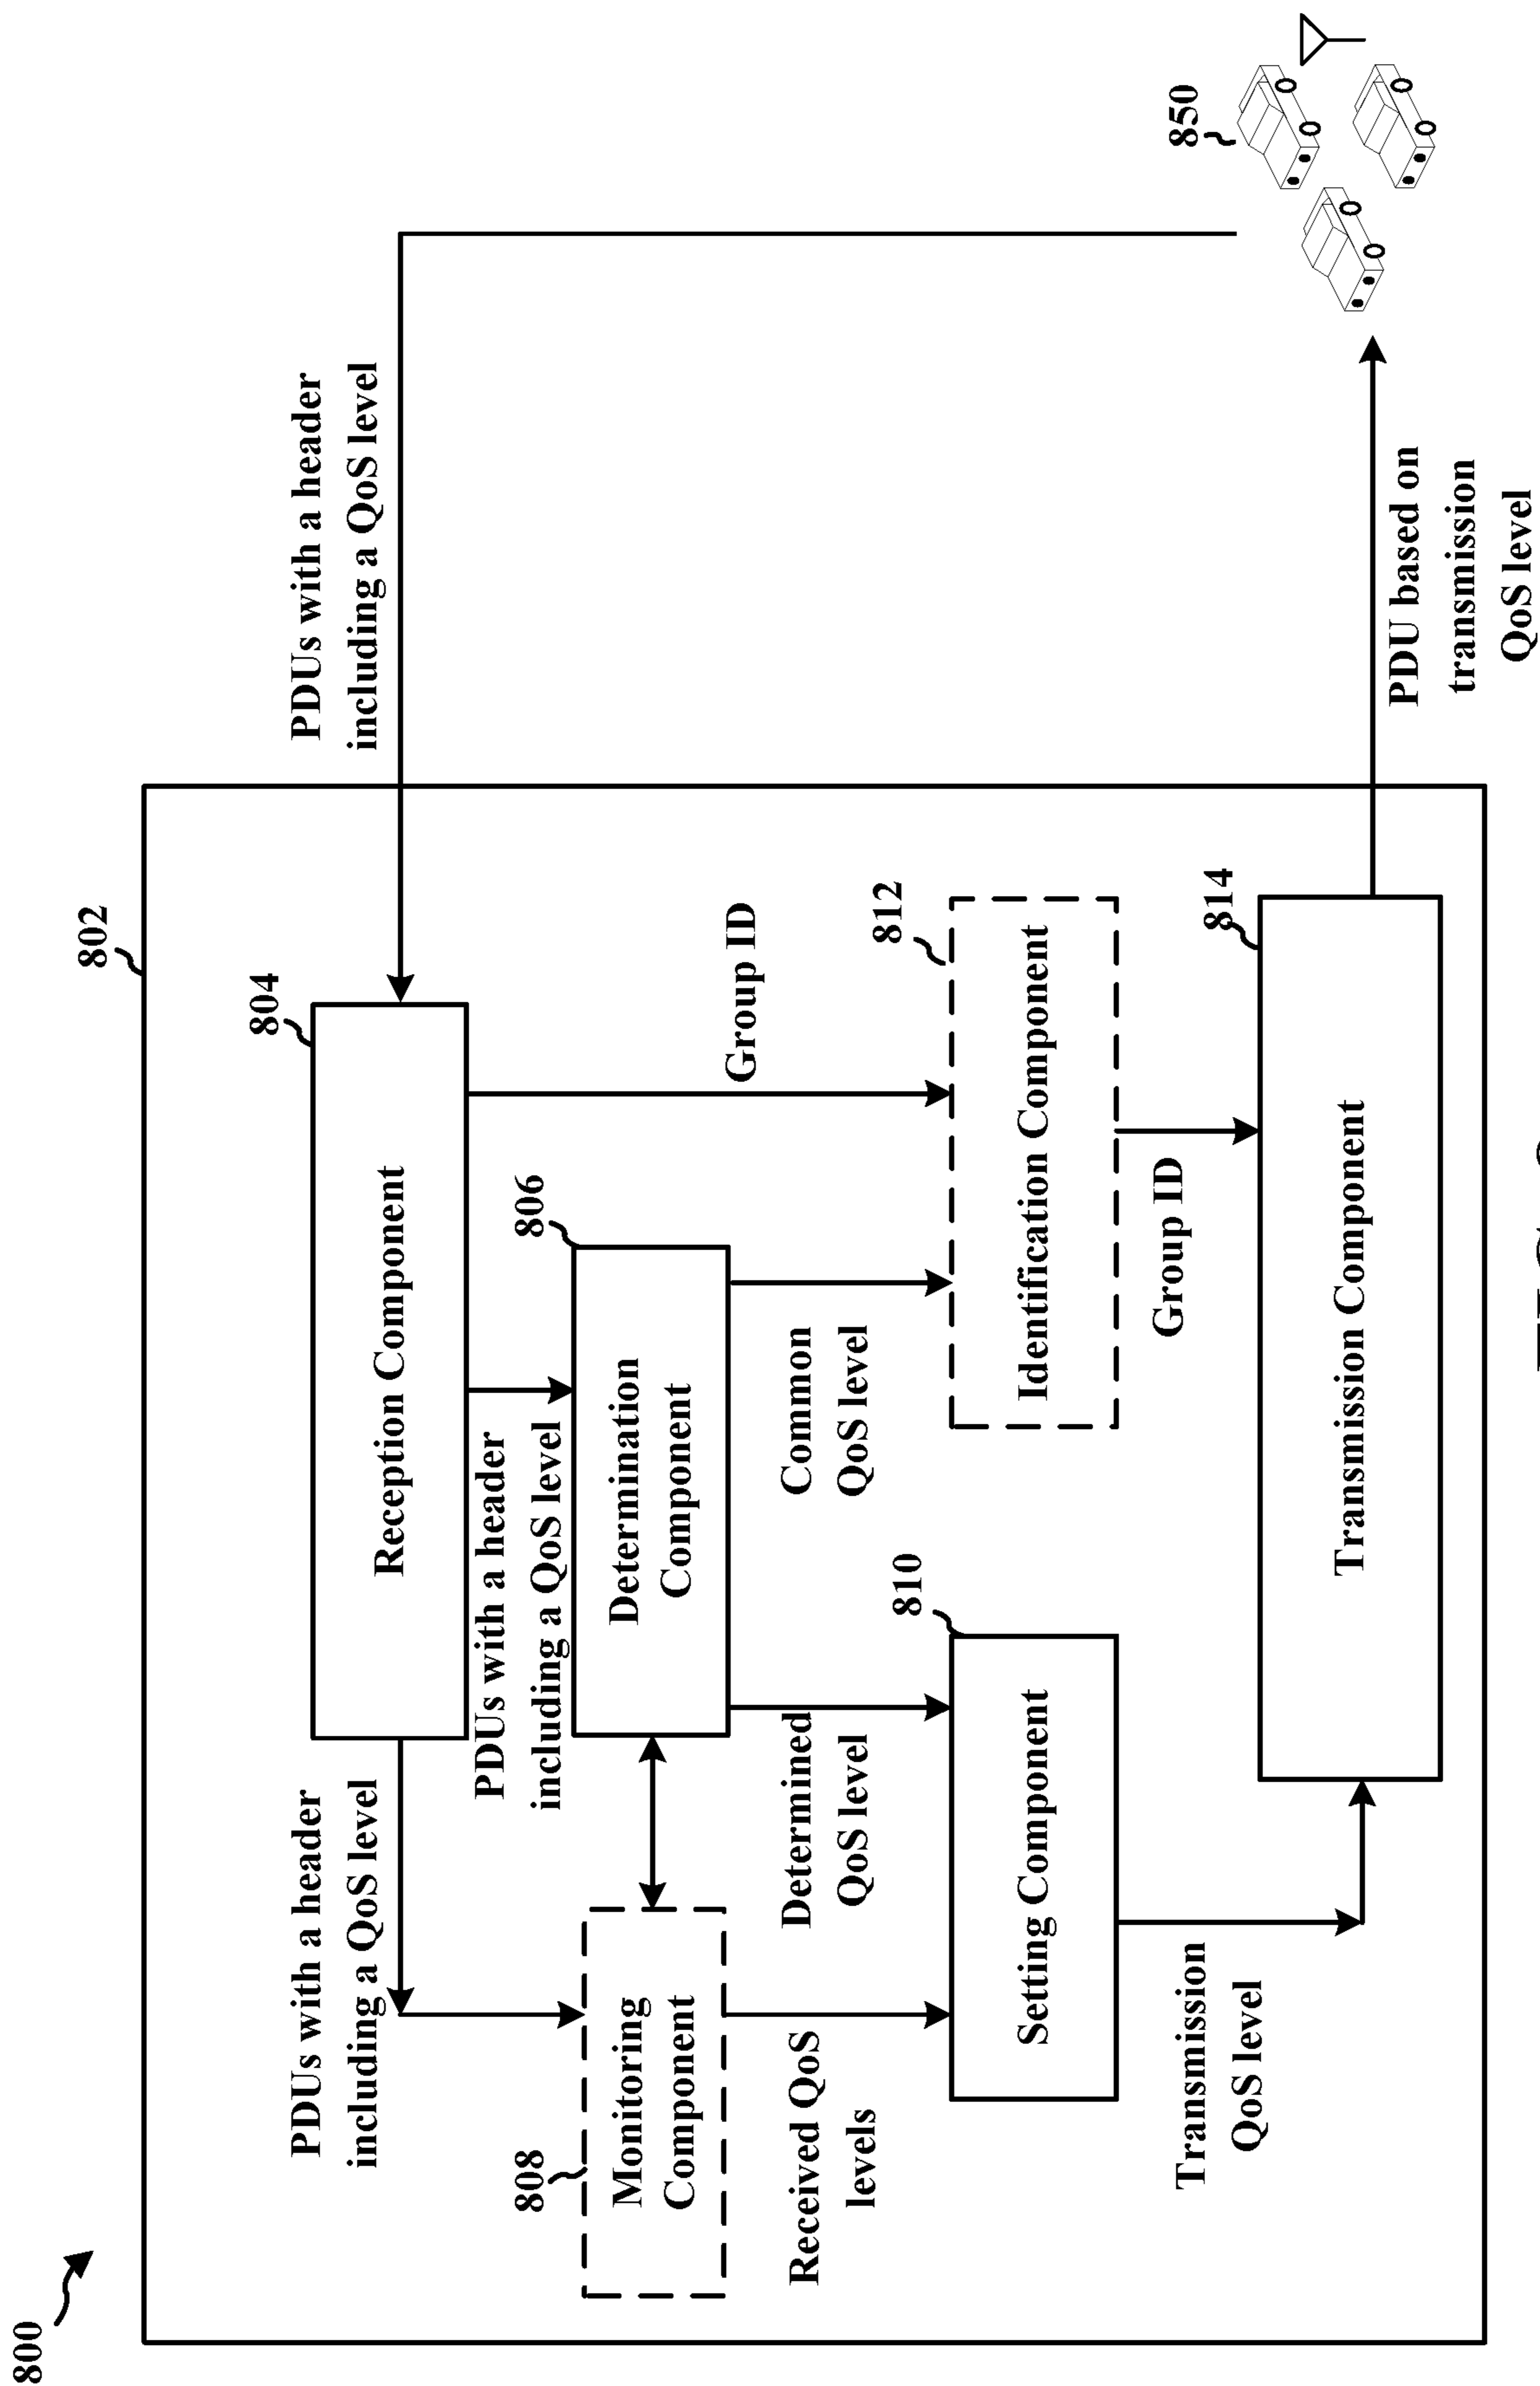 800
802
804
Reception Component
PDUs with a header
including a QoS level
PDUs with a header
including a QoS level
PDUs with a header
including a QoS level
808
Monitoring
Component
806
Determination
Component
Group ID
Received QoS
levels
Determined
QoS level
Common
QoS level
810
Setting Component
812
Identification Component
Transmission
QoS level
Group ID
814
Transmission Component
PDU based on
transmission
QoS level
850